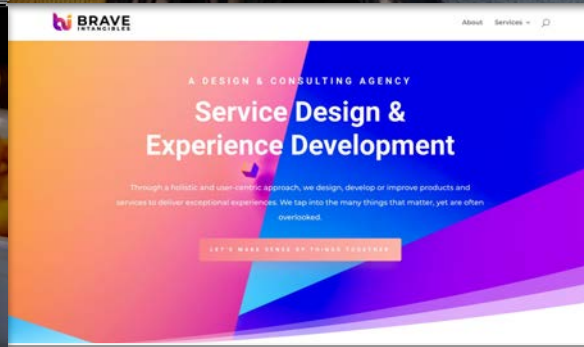 BRAVE
INTANGIBLES
About Services
A DESIGN & CONSULTING AGENCY
Service Design &
Experience Development
Through a holistic and user-centric approach, we design, develop or improve products and
services to deliver exceptional experiences. We tap into the many things that matter, yet are often
overlooked.
LET'S MAKE SENSE OF THINGS TOGETHER